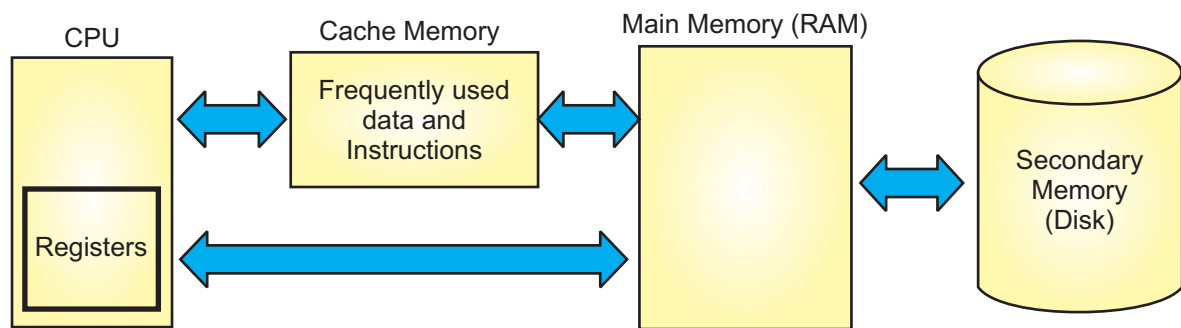 CPU
Cache Memory
Main Memory (RAM)
Frequently used
data and
Instructions
Registers
Secondary
Memory
(Disk)